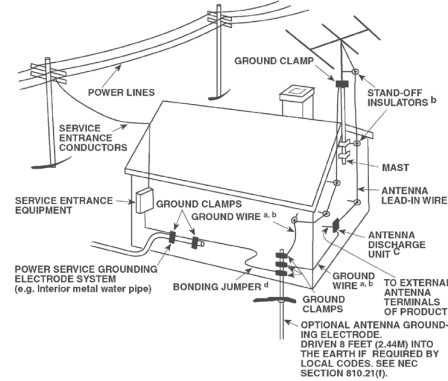 GROUND CLAMP
POWER LINES
STAND-OFF
INSULATORS b
SERVICE
ENTRANCE
CONDUCTORS
MAST
SERVICE ENTRANCE
EQUIPMENT
GROUND CLAMPS
GROUND WIRE a, b
ANTENNA
LEAD-IN WIRE
ANTENNA
DISCHARGE
UNIT C
POWER SERVICE GROUNDING
ELECTRODE SYSTEM
(e.g. Interior metal water pipe)
BONDING JUMPER d
GROUND
WIRE a, b
TO EXTERNAL
ANTENNA
TERMINALS
OF PRODUCT
GROUND
CLAMPS
OPTIONAL ANTENNA GROUND-
ING ELECTRODE.
DRIVEN 8 FEET (2.44M) INTO
THE EARTH IF REQUIRED BY
LOCAL CODES. SEE NEC
SECTION 810.21(f).